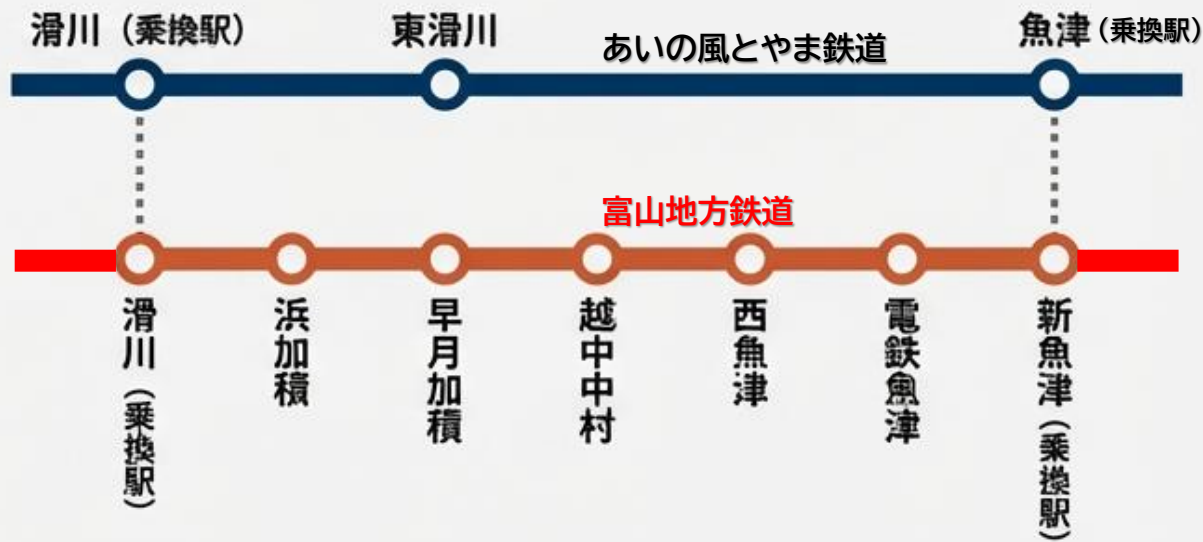 滑川（乗換駅）
東滑川
魚津（乗換駅）
あいの風とやま鉄道
富山地方鉄道
滑川（乗換駅）
浜加積
早月加積
越中中村
西魚津
電鉄魚津
新魚津（乗換駅）